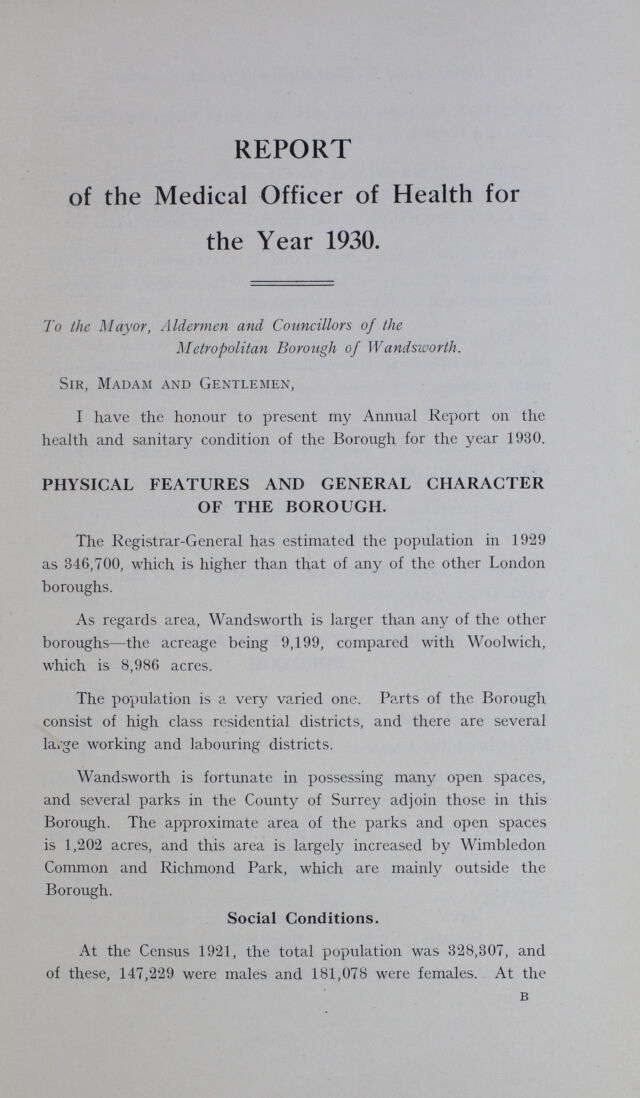 REPORT
of the Medical Officer of Health for
the Year 1930.
To the Mayor, Aldermen and Councillors of the
Metropolitan Borough of Wandsworth.
SIR, MADAM AND GENTLEMEN,
I have the honour to present my Annual Report on the
health and sanitary condition of the Borough for the year 1930.
PHYSICAL FEATURES AND GENERAL CHARACTER
OF THE BOROUGH.
The Registrar-General has estimated the population in 1929
as 346,700, which is higher than that of any of the other London
boroughs.
As regards area, Wandsworth is larger than any of the other
boroughs—the acreage being 9,199, compared with Woolwich,
which is 8,986 acres.
The population is a very varied one. Parts of the Borough
consist of high class residential districts, and there are several
large working and labouring districts.
Wandsworth is fortunate in possessing many open spaces,
and several parks in the County of Surrey adjoin those in this
Borough. The approximate area of the parks and open spaces
is 1,202 acres, and this area is largely increased by Wimbledon
Common and Richmond Park, which are mainly outside the
Borough.
Social Conditions.
At the Census 1921, the total population was 328,307, and
of these, 147,229 were males and 181,078 were females. At the
B